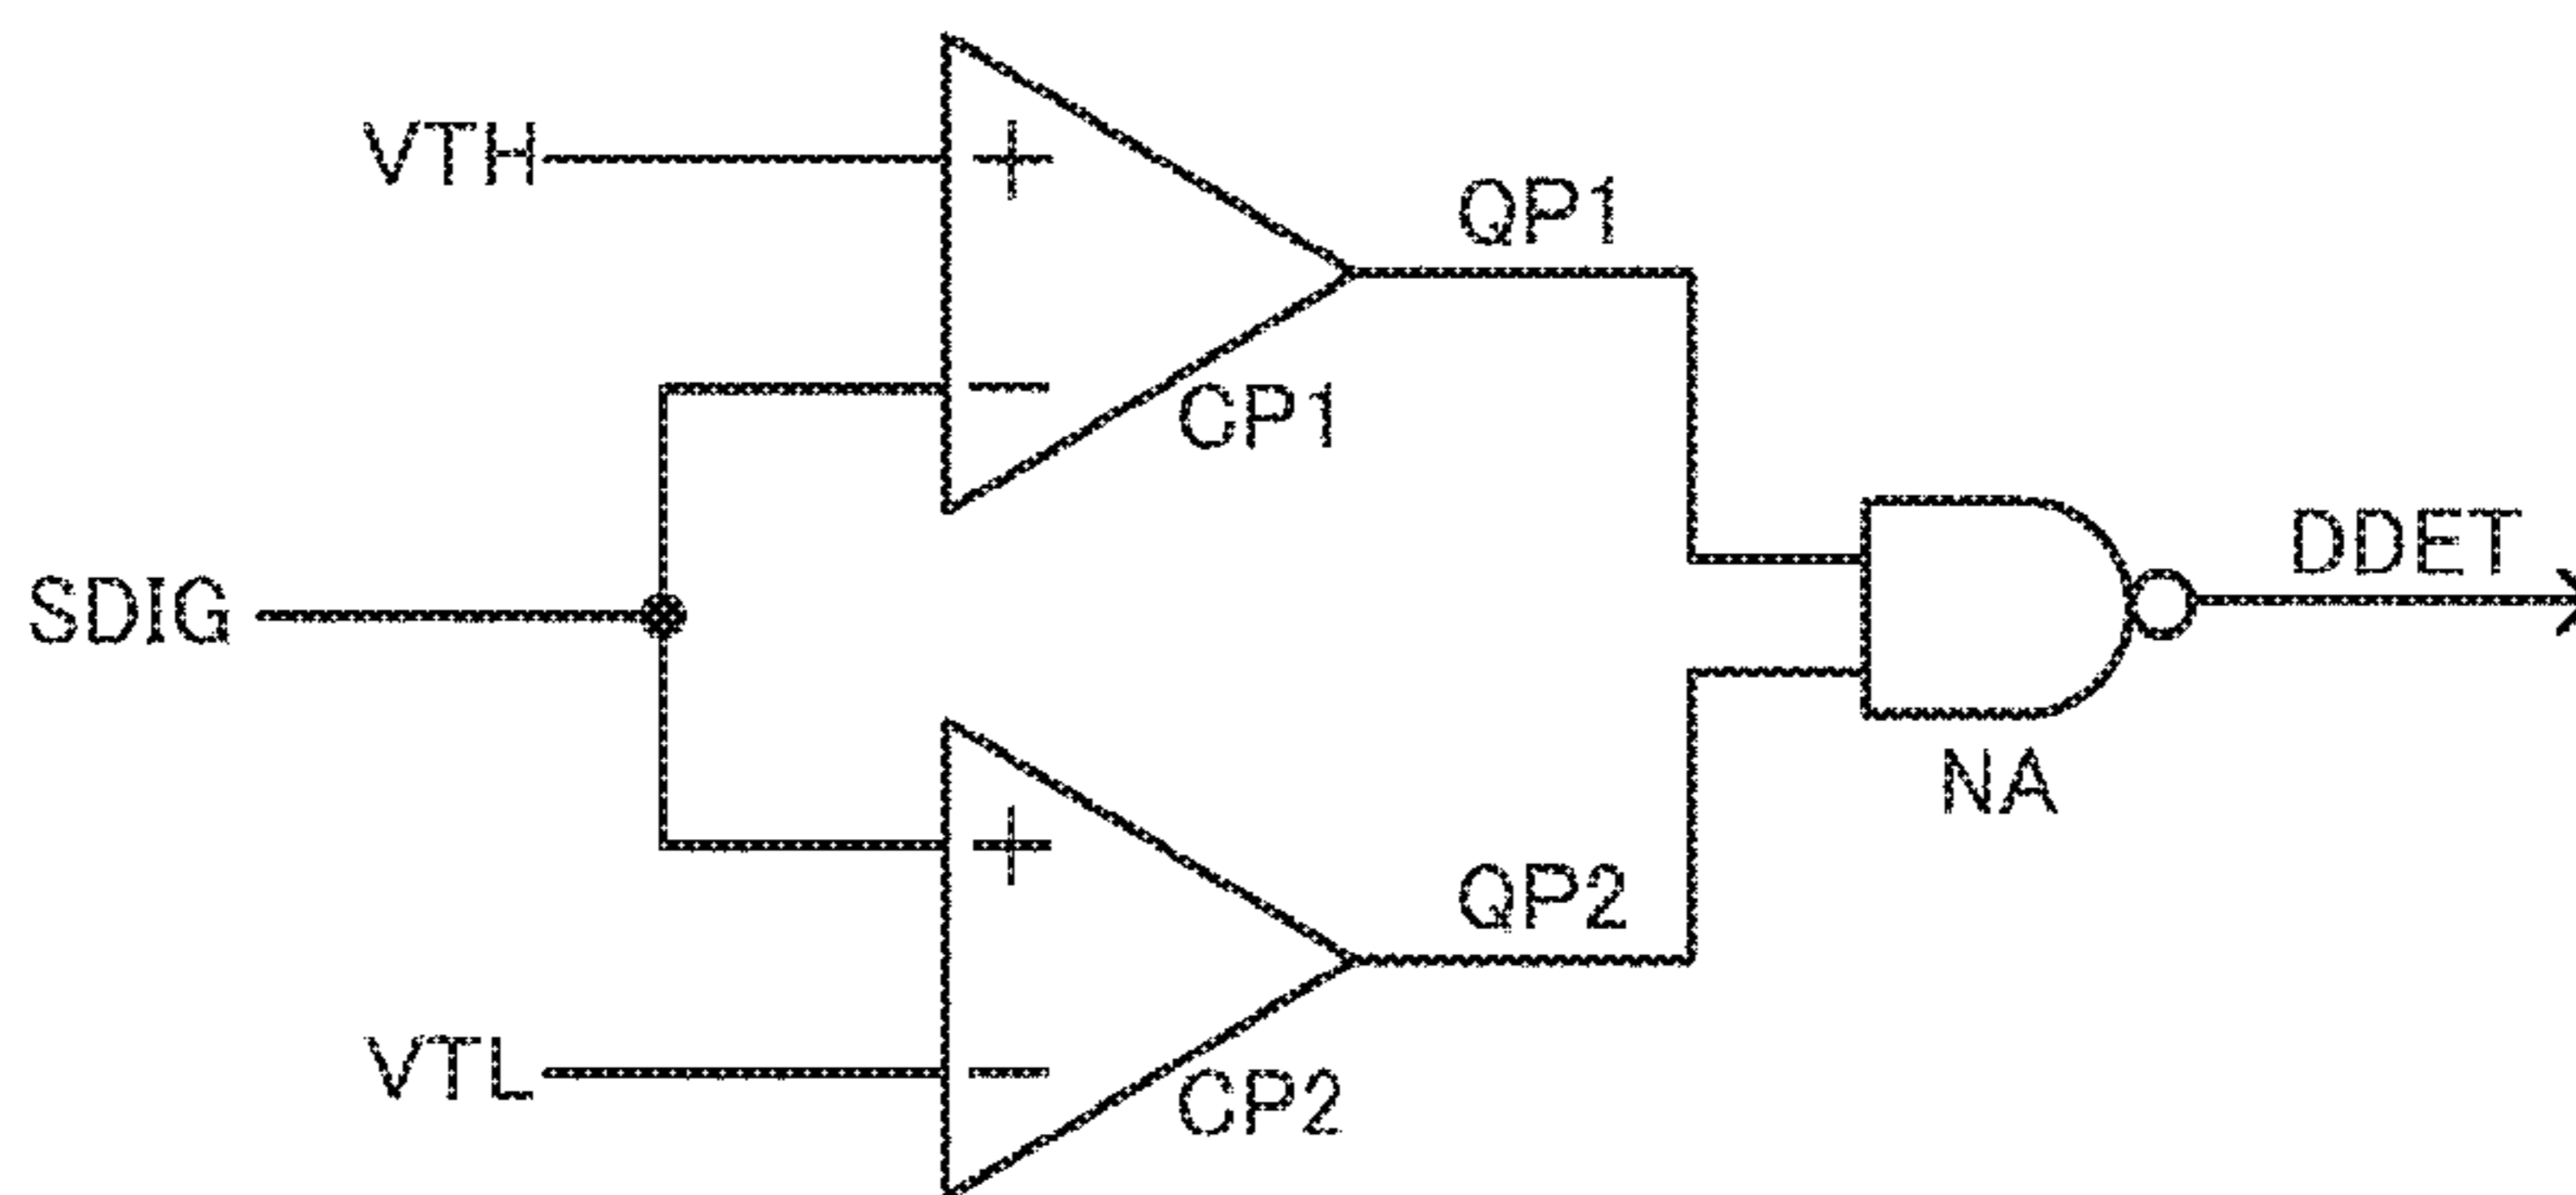 VTH
+
QP1
−
CP1
SDIG
DDET
NA
+
QP2
VTL
−
CP2